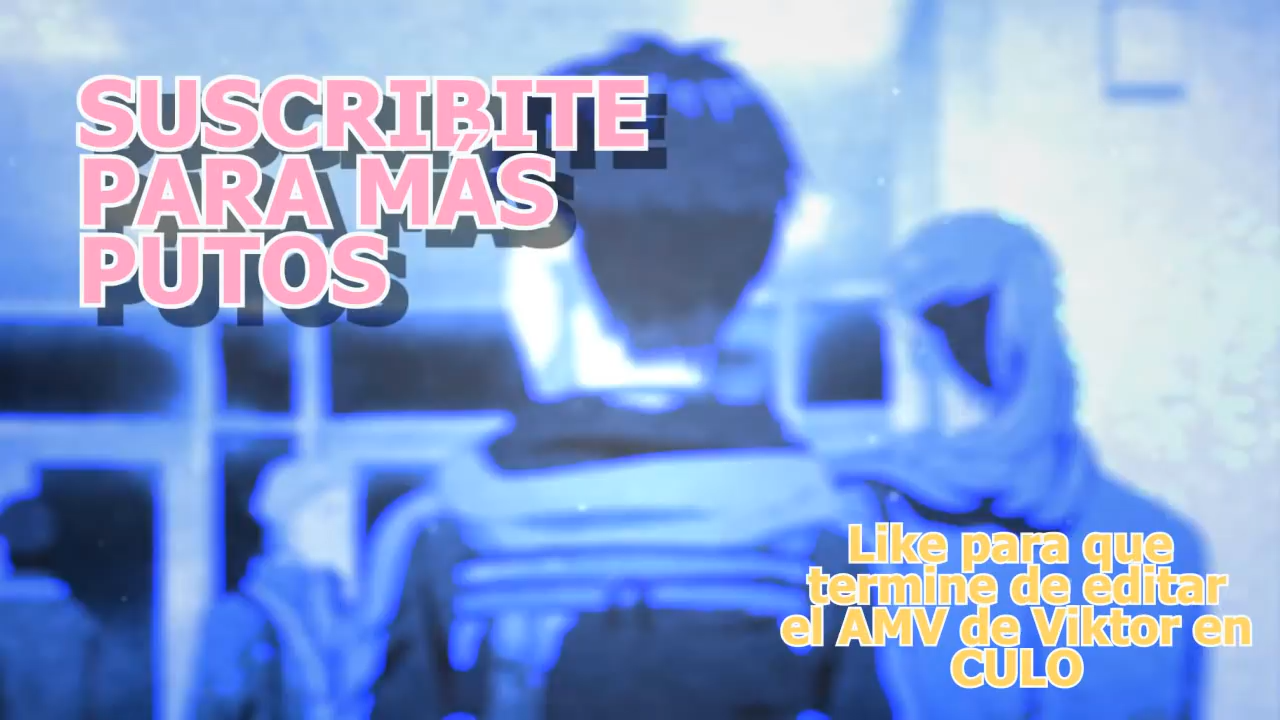 SUSCRIBITE
PARA MÁS
PUTOS
Like para que
termine de editar
el AMV de Viktor en
CULO